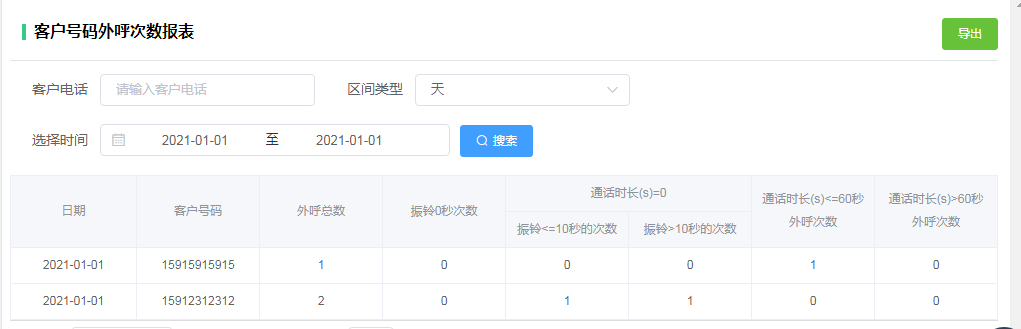 客户号码外呼次数报表
导出
客户电话 请输入客户电话 区间类型 天
选择时间 2021-01-01 至 2021-01-01 搜索
日期 客户号码 外呼总数 振铃0秒次数 通话时长(s)=0 通话时长(s)<=60秒 通话时长(s)>60秒
振铃<=10秒的次数 振铃>10秒的次数 外呼次数 外呼次数
2021-01-01 15915915915 1 0 0 0 1 0
2021-01-01 15912312312 2 0 1 1 0 0